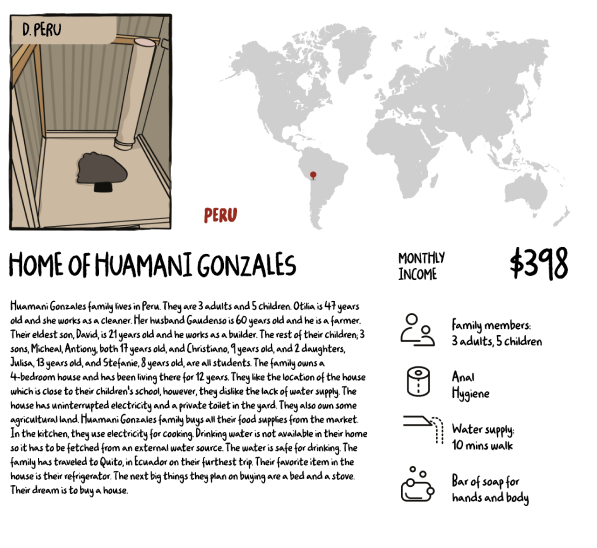 D. PERU
PERU
HOME OF HUAMANI GONZALES
MONTHLY
INCOME
$398
Huamani Gonzales family lives in Peru. They are 3 adults and 5 children. Otilia is 47 years
old and she works as a cleaner. Her husband Gaudenso is 60 years old and he is a farmer.
Their eldest son, David, is 21 years old and he works as a builder. The rest of their children; 3
sons, Micheal, Antiony, both 17 years old, and Christiano, 9 years old, and 2 daughters,
Julisa, 13 years old, and Stefanie, 8 years old, are all students. The family owns a
4-bedroom house and has been living there for 12 years. They like the location of the house
which is close to their children's school, however, they dislike the lack of water supply. The
house has uninterrupted electricity and a private toilet in the yard. They also own some
agricultural land. Huamani Gonzales family buys all their food supplies from the market.
In the kitchen, they use electricity for cooking. Drinking water is not available in their home
so it has to be fetched from an external water source. The water is safe for drinking. The
family has traveled to Quito, in Ecuador on their furthest trip. Their favorite item in the
house is their refrigerator. The next big things they plan on buying are a bed and a stove.
Their dream is to buy a house.
Family members:
3 adults, 5 children
Anal
Hygiene
Water supply:
10 mins walk
Bar of soap for
hands and body